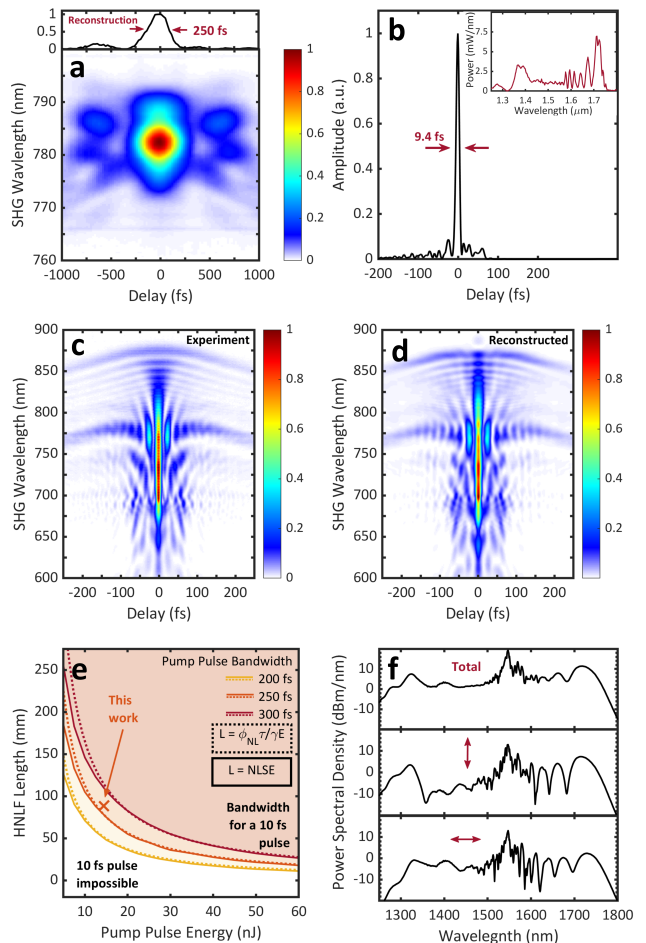 Reconstruction
250 fs
1
0.5
0
a
790
780
770
760
SHG Wavlength (nm)
-1000 -500 0 500 1000
Delay (fs)
1
0.8
0.6
0.4
0.2
0
b
1
0.8
0.6
0.4
0.2
0
Amplitude (a.u.)
9.4 fs
-200 0 200
Delay (fs)
Power (mW/nm)
10
7.5
5.0
2.5
0
1.3 1.4 1.5 1.6 1.7
Wavelength (μm)
c
Experiment
900
850
800
750
700
650
600
SHG Wavelength (nm)
-200 -100 0 100 200
Delay (fs)
1
0.8
0.6
0.4
0.2
0
d
Reconstructed
900
850
800
750
700
650
600
SHG Wavelength (nm)
-200 -100 0 100 200
Delay (fs)
1
0.8
0.6
0.4
0.2
0
e
Pump Pulse Bandwidth
200 fs
250 fs
300 fs
L = ϕNL τ/γE
L = NLSE
This
work
Bandwidth
for a 10 fs
pulse
10 fs pulse
impossible
250
200
150
100
50
0
HNLF Length (mm)
10 20 30 40 50 60
Pump Pulse Energy (nJ)
f
Total
10
0
-10
10
0
-10
10
0
-10
Power Spectral Density (dBm/nm)
1300 1400 1500 1600 1700 1800
Wavelegnth (nm)